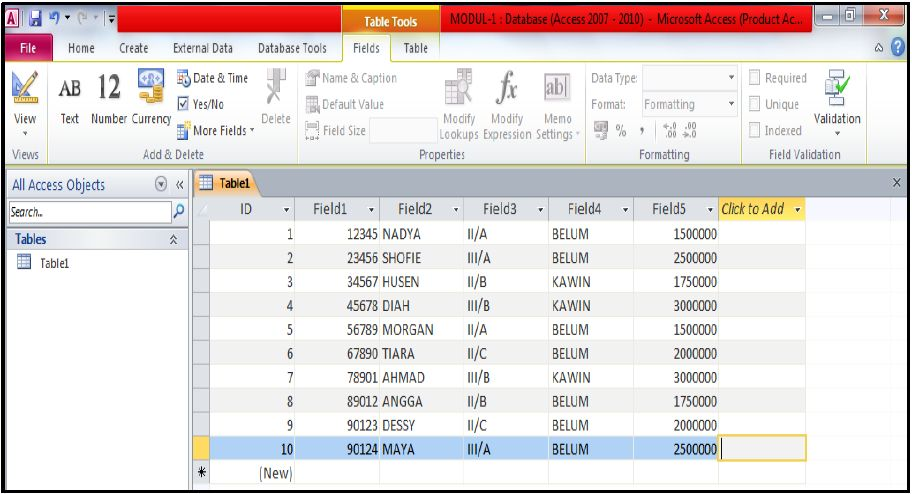 A Table Tools MODUL-1 : Database (Access 2007 - 2010) - Microsoft Access (Product Ac...
File Home Create External Data Database Tools Fields Table
View AB Text 12 Number Currency Date & Time Yes/No More Fields Delete Name & Caption Default Value Field Size Modify Lookups fx Modify Expression ab Memo Settings Data Type: Format: Formatting % , .0 .00 .00 .0 Required Unique Indexed Validation
Views Add & Delete Properties Formatting Field Validation
All Access Objects « Table1
Search..
Tables
Table1
ID Field1 Field2 Field3 Field4 Field5 Click to Add
1 12345 NADYA II/A BELUM 1500000
2 23456 SHOFIE III/A BELUM 2500000
3 34567 HUSEN II/B KAWIN 1750000
4 45678 DIAH III/B KAWIN 3000000
5 56789 MORGAN II/A BELUM 1500000
6 67890 TIARA II/C BELUM 2000000
7 78901 AHMAD III/B KAWIN 3000000
8 89012 ANGGA II/B BELUM 1750000
9 90123 DESSY II/C BELUM 2000000
10 90124 MAYA III/A BELUM 2500000
* (New)